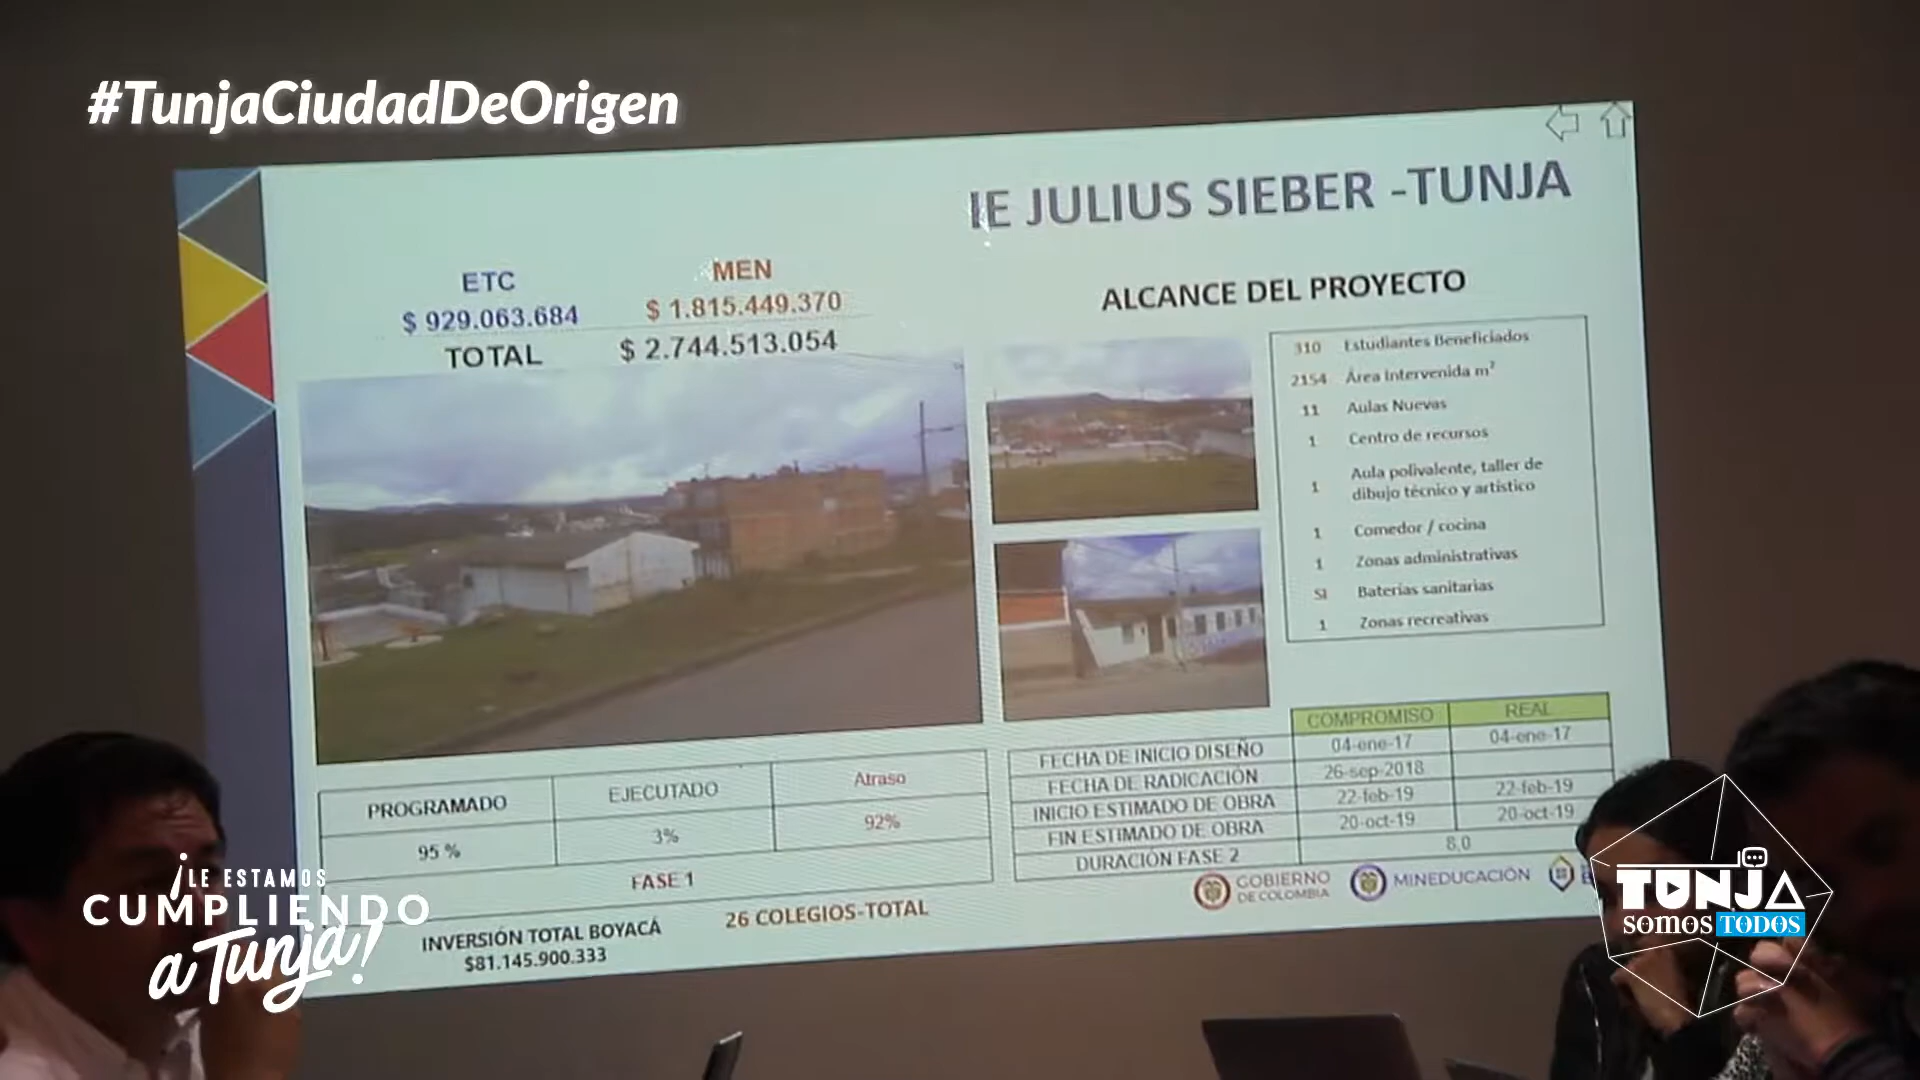 #TunjaCiudadDeOrigen
IE JULIUS SIEBER -TUNJA
ETC
MEN
$ 929.063.684
$ 1.815.449.370
TOTAL
$ 2.744.513.054
ALCANCE DEL PROYECTO
310 Estudiantes Beneficiados
2154 Área Intervenida m²
11 Aulas Nuevas
1 Centro de recursos
1 Aula polivalente, taller de
dibujo técnico y artístico
1 Comedor / cocina
1 Zonas administrativas
SI Baterías sanitarias
1 Zonas recreativas
COMPROMISO REAL
FECHA DE INICIO DISEÑO 04-ene-17 04-ene-17
FECHA DE RADICACIÓN 26-sep-2018
INICIO ESTIMADO DE OBRA 22-feb-19 22-feb-19
FIN ESTIMADO DE OBRA 20-oct-19 20-oct-19
DURACIÓN FASE 2 8,0
PROGRAMADO EJECUTADO Atraso
95 % 3% 92%
FASE 1
INVERSIÓN TOTAL BOYACÁ
$81.145.900.333
26 COLEGIOS-TOTAL
GOBIERNO
DE COLOMBIA
MINEDUCACIÓN
¡LE ESTAMOS
CUMPLIENDO
a Tunja!
TUNJA
SOMOS TODOS